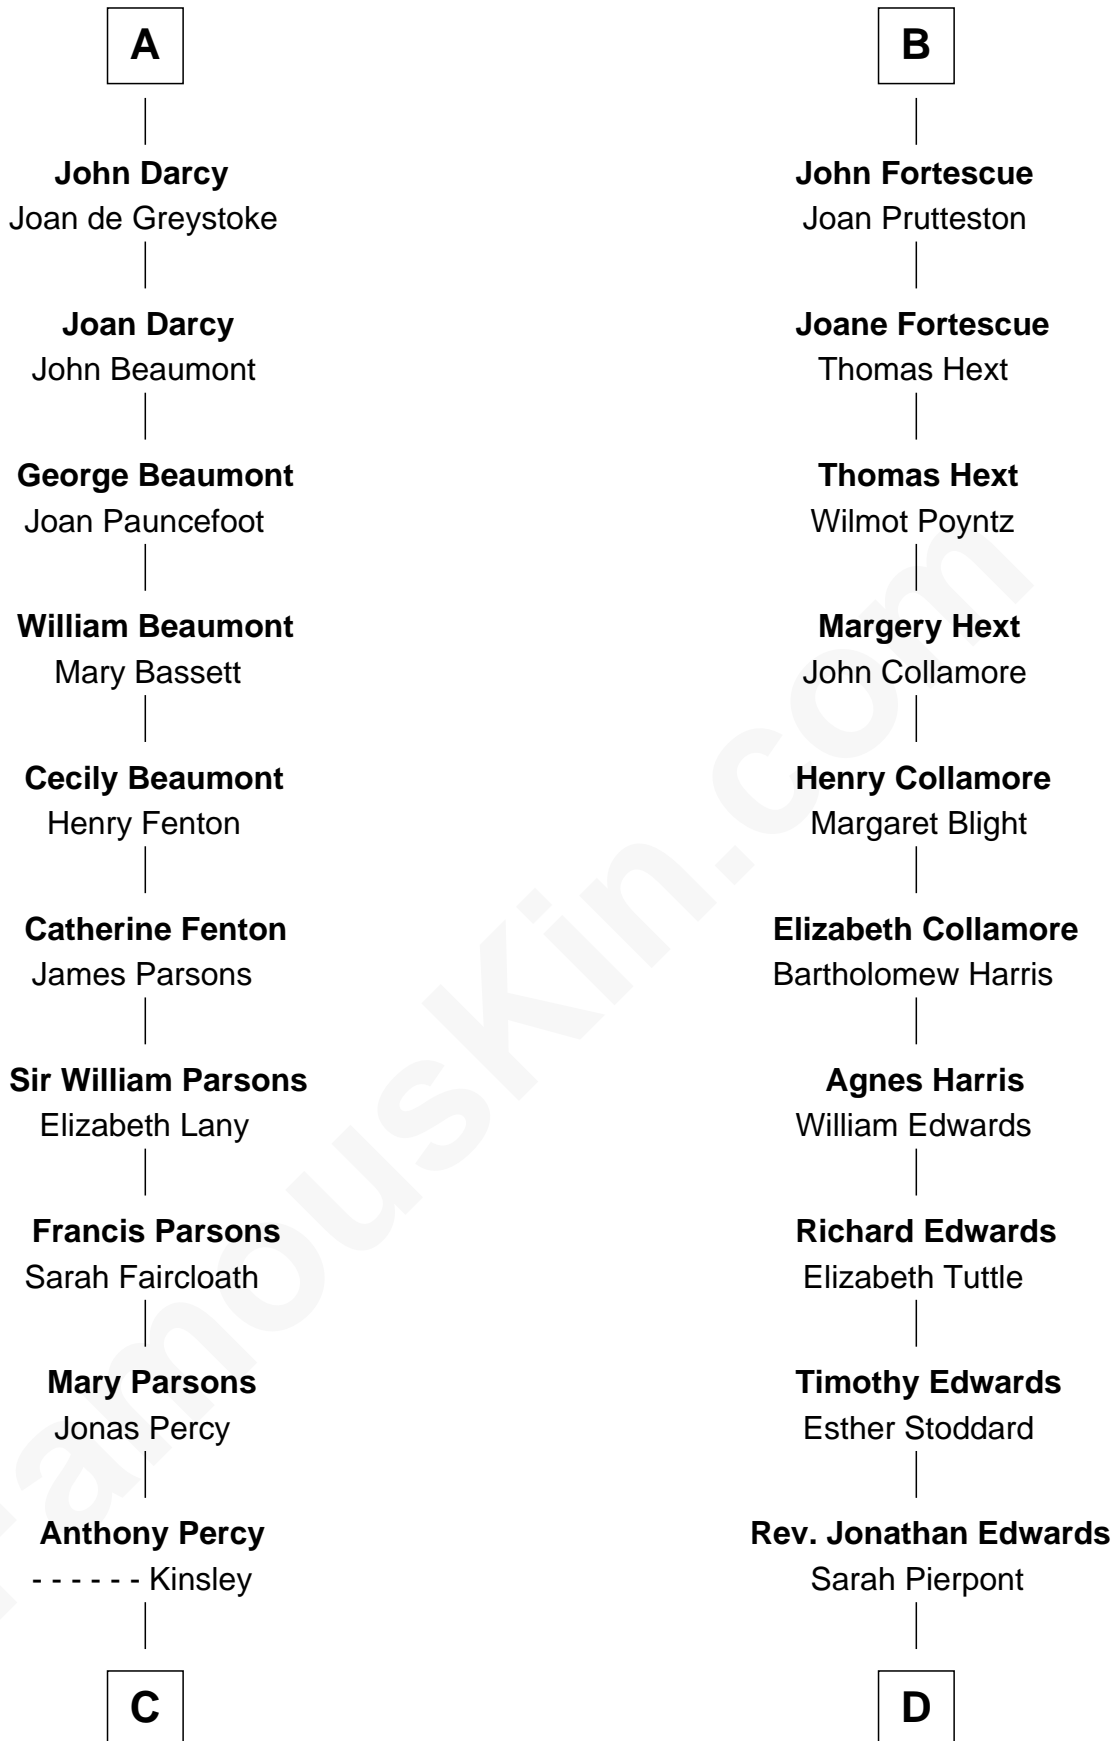 A
John Darcy
Joan de Greystoke
Joan Darcy
John Beaumont
George Beaumont
Joan Pauncefoot
William Beaumont
Mary Bassett
Cecily Beaumont
Henry Fenton
Catherine Fenton
James Parsons
Sir William Parsons
Elizabeth Lany
Francis Parsons
Sarah Faircloath
Mary Parsons
Jonas Percy
Anthony Percy
- - - - - - Kinsley
C
B
John Fortescue
Joan Prutteston
Joane Fortescue
Thomas Hext
Thomas Hext
Wilmot Poyntz
Margery Hext
John Collamore
Henry Collamore
Margaret Blight
Elizabeth Collamore
Bartholomew Harris
Agnes Harris
William Edwards
Richard Edwards
Elizabeth Tuttle
Timothy Edwards
Esther Stoddard
Rev. Jonathan Edwards
Sarah Pierpont
D
FamousKin.com